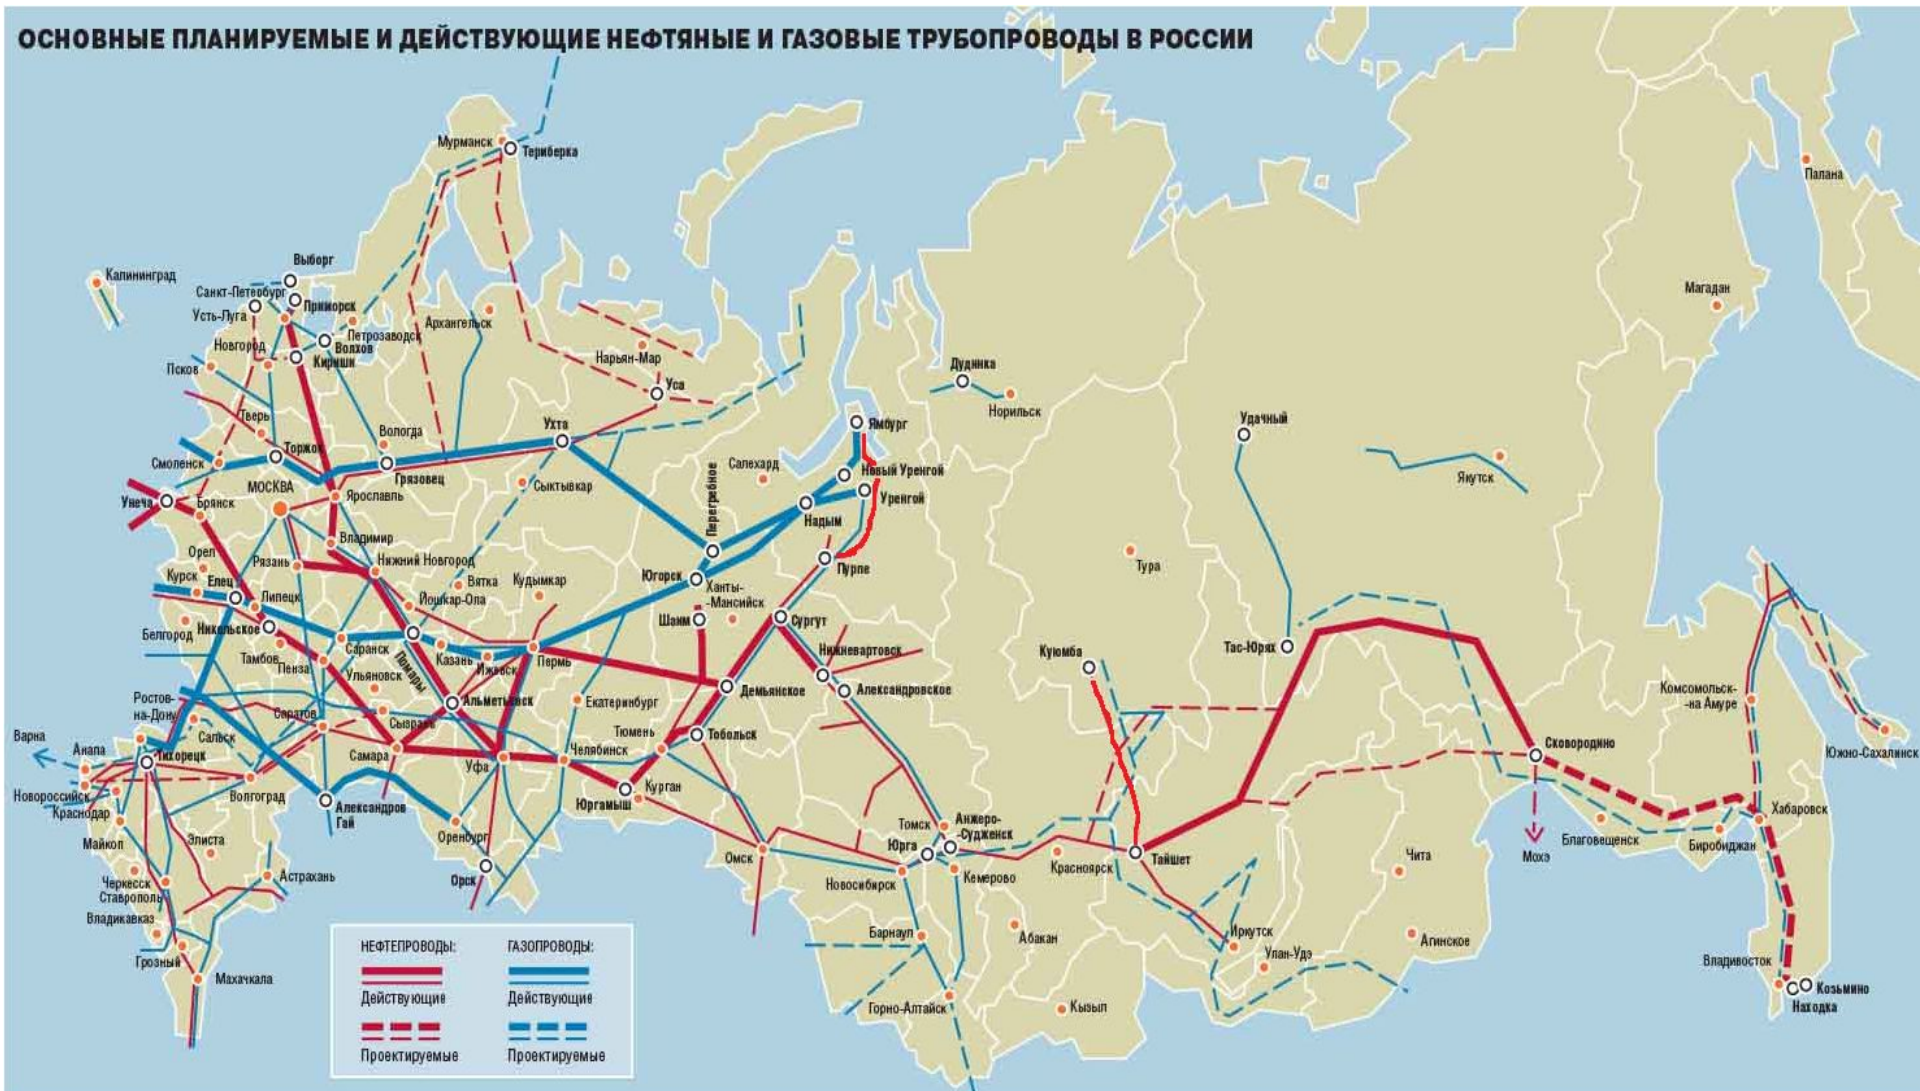 ОСНОВНЫЕ ПЛАНИРУЕМЫЕ И ДЕЙСТВУЮЩИЕ НЕФТЯНЫЕ И ГАЗОВЫЕ ТРУБОПРОВОДЫ В РОССИИ
Мурманск
Териберка
Палана
Калининград
Выборг
Санкт-Петербург
Приморск
Усть-Луга
Петрозаводск
Архангельск
Магадан
Новгород
Волхов
Кириши
Нарьян-Мар
Псков
Уса
Дудинка
Норильск
Тверь
Ухта
Ямбург
Удачный
Вологда
Торжок
Смоленск
Грязовец
Салехард
Новый Уренгой
Якутск
МОСКВА
Сыктывкар
Перегребное
Уренгой
Унеча
Брянск
Ярославль
Надым
Владимир
Орел
Рязань
Нижний Новгород
Пурпе
Тура
Курск
Елец
Вятка
Кудымкар
Югорск
Ханты-
-Мансийск
Липецк
Йошкар-Ола
Белгород
Никольское
Шаим
Сургут
Тамбов
Пенза
Саранск
Помары
Казань
Ижевск
Пермь
Нижневартовск
Куюмба
Тас-Юрях
Ульяновск
Демьянское
Александровское
Комсомольск-
-на Амуре
Ростов-
на-Дону
Саратов
Сызрань
Альметьевск
Екатеринбург
Варна
Анапа
Сальск
Тюмень
Тобольск
Сковородино
Южно-Сахалинск
Тихорецк
Самара
Уфа
Челябинск
Новороссийск
Волгоград
Курган
Юргамыш
Краснодар
Александров
Гай
Хабаровск
Майкоп
Элиста
Оренбург
Томск
Анжеро-
-Судженск
Благовещенск
Биробиджан
Юрга
Омск
Красноярск
Тайшет
Чита
Мохэ
Черкесск
Астрахань
Орск
Новосибирск
Кемерово
Ставрополь
Владикавказ
Барнаул
Абакан
Иркутск
Агинское
Грозный
Улан-Удэ
Владивосток
Махачкала
Козьмино
Горно-Алтайск
Кызып
Находка
НЕФТЕПРОВОДЫ:
ГАЗОПРОВОДЫ:
Действующие
Действующие
Проектируемые
Проектируемые